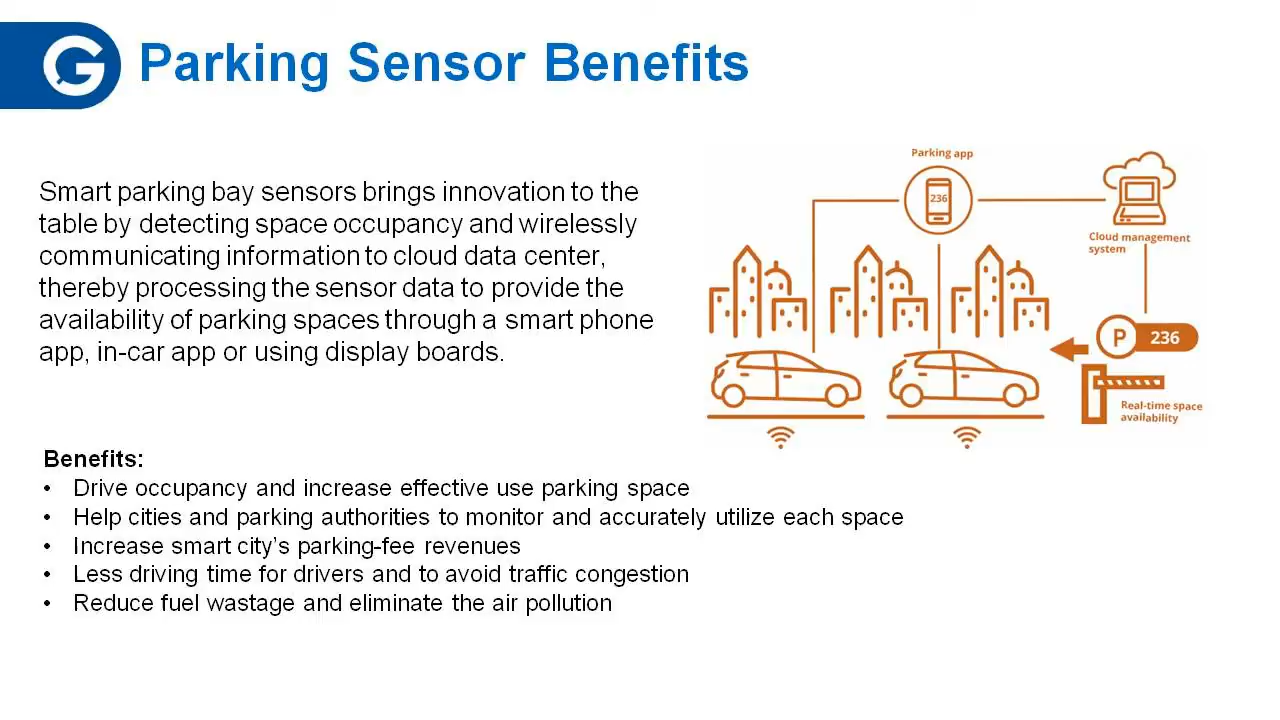 G
Parking Sensor Benefits
Smart parking bay sensors brings innovation to the
table by detecting space occupancy and wirelessly
communicating information to cloud data center,
thereby processing the sensor data to provide the
availability of parking spaces through a smart phone
app, in-car app or using display boards.
Parking app
236
Cloud management
system
P 236
Real-time space
availability
Benefits:
• Drive occupancy and increase effective use parking space
• Help cities and parking authorities to monitor and accurately utilize each space
• Increase smart city’s parking-fee revenues
• Less driving time for drivers and to avoid traffic congestion
• Reduce fuel wastage and eliminate the air pollution